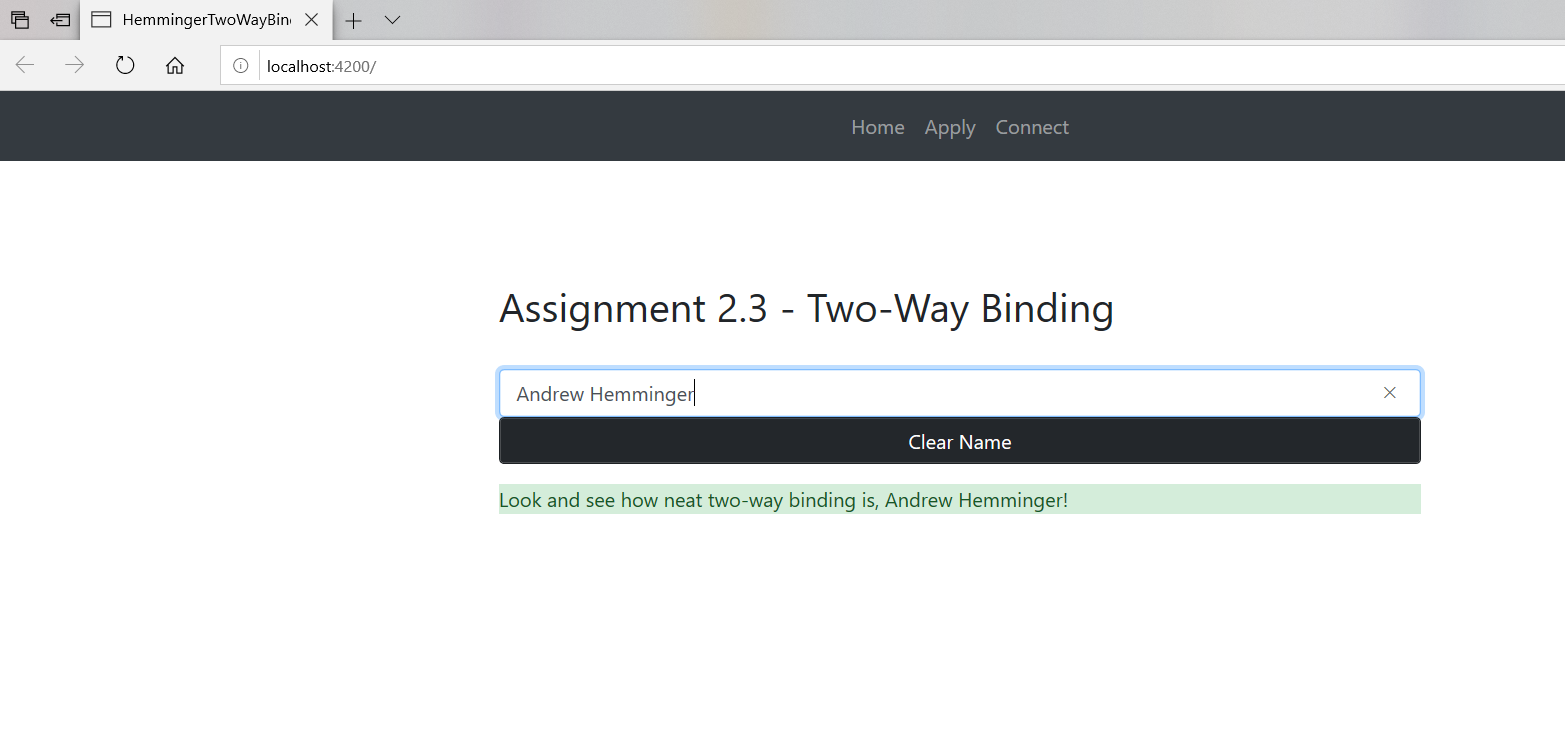 HemmingerTwoWayBin
localhost:4200/
Home Apply Connect
Assignment 2.3 - Two-Way Binding
Andrew Hemminger
Clear Name
Look and see how neat two-way binding is, Andrew Hemminger!